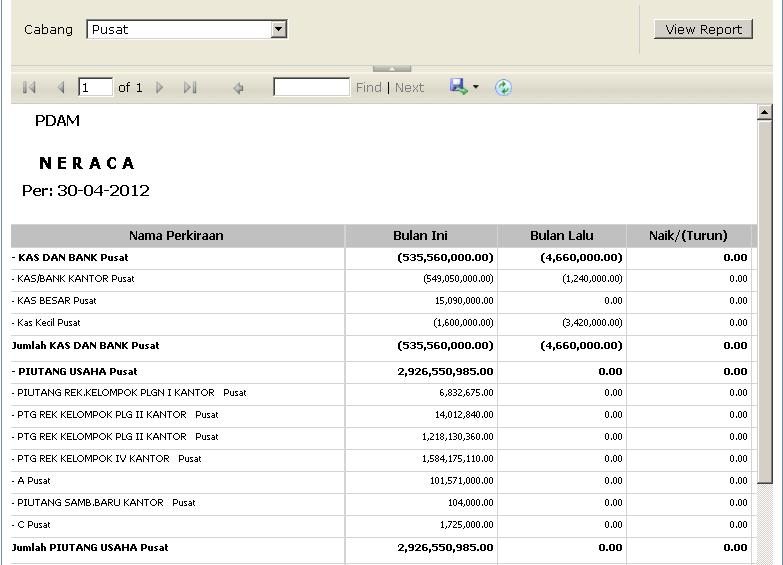 Cabang Pusat View Report
1 of 1 Find | Next
PDAM
N E R A C A
Per: 30-04-2012
Nama Perkiraan Bulan Ini Bulan Lalu Naik/(Turun)
- KAS DAN BANK Pusat (535,560,000.00) (4,660,000.00) 0.00
- KAS/BANK KANTOR Pusat (549,050,000.00) (1,240,000.00) 0.00
- KAS BESAR Pusat 15,090,000.00 0.00 0.00
- Kas Kecil Pusat (1,600,000.00) (3,420,000.00) 0.00
Jumlah KAS DAN BANK Pusat (535,560,000.00) (4,660,000.00) 0.00
- PIUTANG USAHA Pusat 2,926,550,985.00 0.00 0.00
- PIUTANG REK.KELOMPOK PLGN I KANTOR Pusat 6,832,675.00 0.00 0.00
- PTG REK KELOMPOK PLG II KANTOR Pusat 14,012,840.00 0.00 0.00
- PTG REK KELOMPOK PLG II KANTOR Pusat 1,218,130,360.00 0.00 0.00
- PTG REK KELOMPOK IV KANTOR Pusat 1,584,175,110.00 0.00 0.00
- A Pusat 101,571,000.00 0.00 0.00
- PIUTANG SAMB.BARU KANTOR Pusat 104,000.00 0.00 0.00
- C Pusat 1,725,000.00 0.00 0.00
Jumlah PIUTANG USAHA Pusat 2,926,550,985.00 0.00 0.00